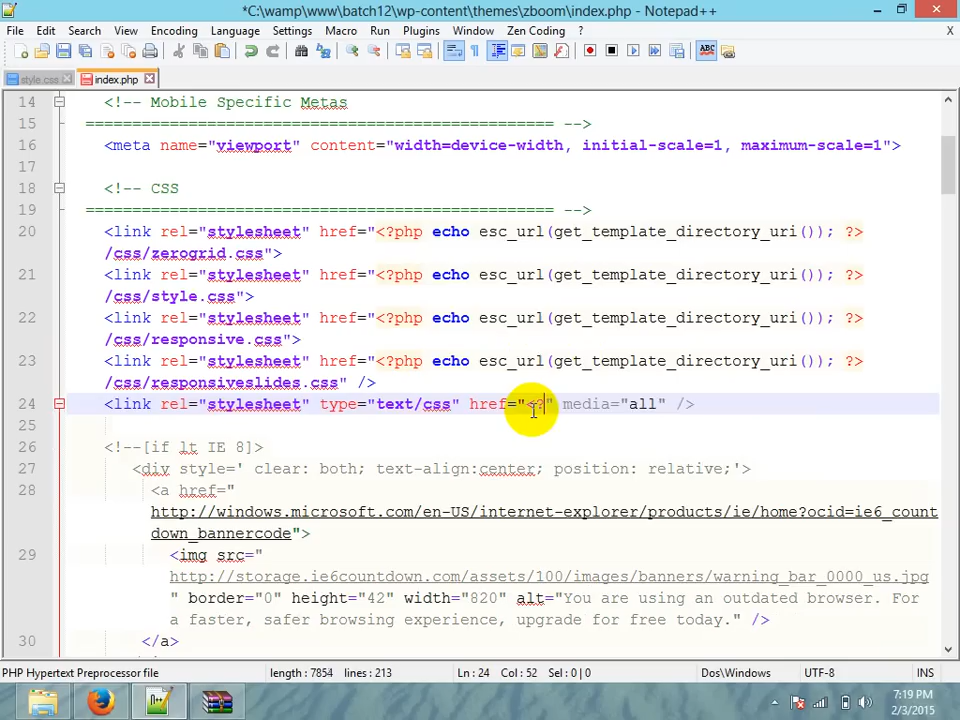 *C:\wamp\www\batch12\wp-content\themes\zboom\index.php - Notepad++
File Edit Search View Encoding Language Settings Macro Run Plugins Window Zen Coding ? X
style.css index.php
14 <!-- Mobile Specific Metas
15 ================================================== -->
16 <meta name="viewport" content="width=device-width, initial-scale=1, maximum-scale=1">
17
18 <!-- CSS
19 ================================================== -->
20 <link rel="stylesheet" href="<?php echo esc_url(get_template_directory_uri()); ?>
/css/zerogrid.css">
21 <link rel="stylesheet" href="<?php echo esc_url(get_template_directory_uri()); ?>
/css/style.css">
22 <link rel="stylesheet" href="<?php echo esc_url(get_template_directory_uri()); ?>
/css/responsive.css">
23 <link rel="stylesheet" href="<?php echo esc_url(get_template_directory_uri()); ?>
/css/responsiveslides.css" />
24 <link rel="stylesheet" type="text/css" href="<?" media="all" />
25
26 <!--[if lt IE 8]>
27 <div style=' clear: both; text-align:center; position: relative;'>
28 <a href="
http://windows.microsoft.com/en-US/internet-explorer/products/ie/home?ocid=ie6_count
down_bannercode">
29 <img src="
http://storage.ie6countdown.com/assets/100/images/banners/warning_bar_0000_us.jpg
" border="0" height="42" width="820" alt="You are using an outdated browser. For
a faster, safer browsing experience, upgrade for free today." />
30 </a>
PHP Hypertext Preprocessor file length : 7854 lines : 213 Ln : 24 Col : 52 Sel : 0 | 0 Dos\Windows UTF-8 INS
7:19 PM
2/3/2015